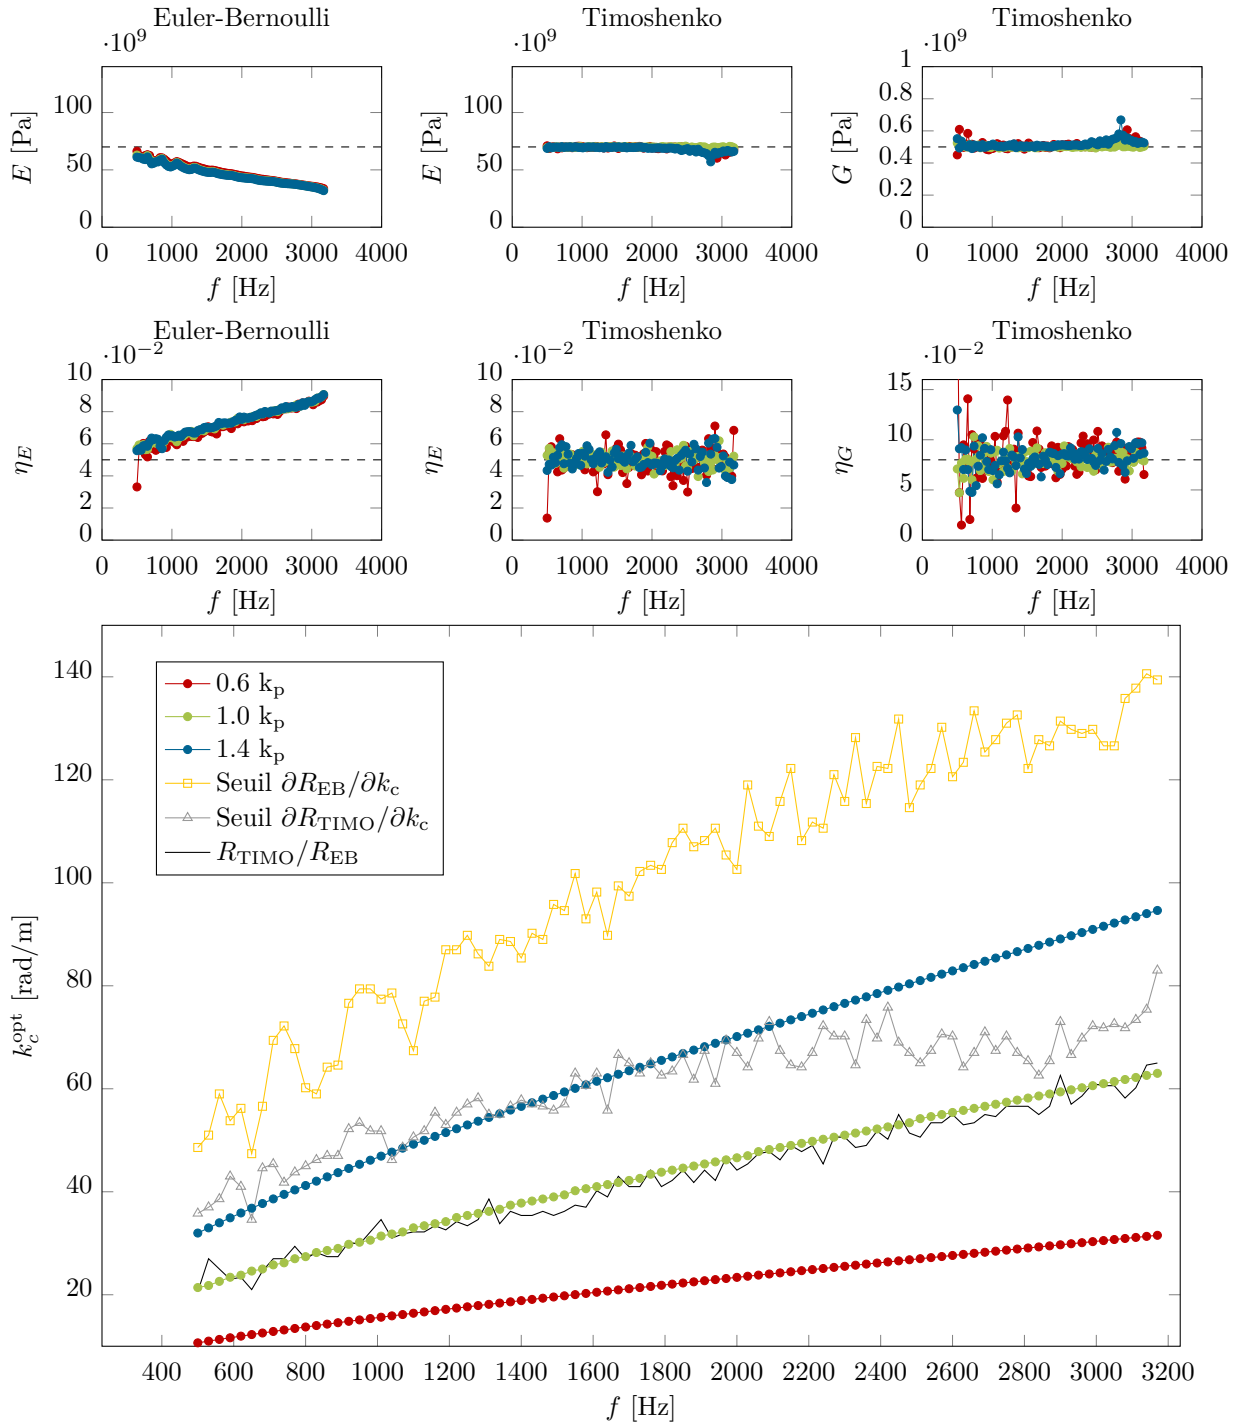 Euler-Bernoulli
·10⁹
E [Pa]
100
50
0
0 1000 2000 3000 4000
f [Hz]
Timoshenko
·10⁹
E [Pa]
100
50
0
0 1000 2000 3000 4000
f [Hz]
Timoshenko
·10⁹
G [Pa]
1
0.8
0.6
0.4
0.2
0
0 1000 2000 3000 4000
f [Hz]
Euler-Bernoulli
·10⁻²
η_E
10
8
6
4
2
0
0 1000 2000 3000 4000
f [Hz]
Timoshenko
·10⁻²
η_E
10
8
6
4
2
0
0 1000 2000 3000 4000
f [Hz]
Timoshenko
·10⁻²
η_G
15
10
5
0
0 1000 2000 3000 4000
f [Hz]
k_c^opt [rad/m]
140
120
100
80
60
40
20
0.6 k_p
1.0 k_p
1.4 k_p
Seuil ∂R_EB/∂k_c
Seuil ∂R_TIMO/∂k_c
R_TIMO/R_EB
400 600 800 1000 1200 1400 1600 1800 2000 2200 2400 2600 2800 3000 3200
f [Hz]